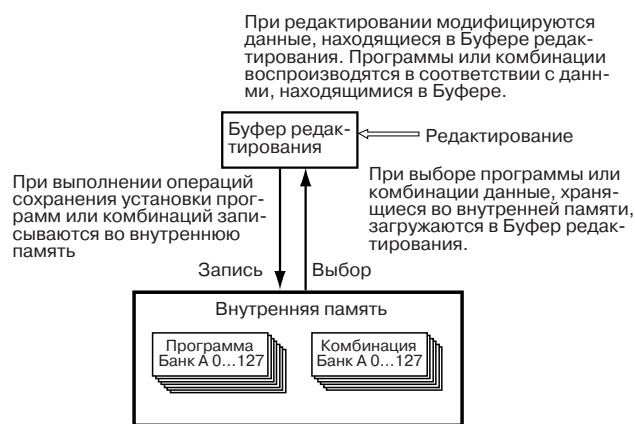 При редактировании модифицируются
данные, находящиеся в Буфере редак-
тирования. Программы или комбинации
воспроизводятся в соответствии с данн-
ми, находящимися в Буфере.
Буфер редак-
тирования
Редактирование
При выполнении операций
сохранения установки прог-
рамм или комбинаций запи-
сываются во внутреннюю
память
При выборе программы или
комбинации данные, храня-
щиеся во внутренней памяти,
загружаются в Буфер редак-
тирования.
Запись
Выбор
Внутренняя память
Программа
Банк А 0...127
Комбинация
Банк А 0...127